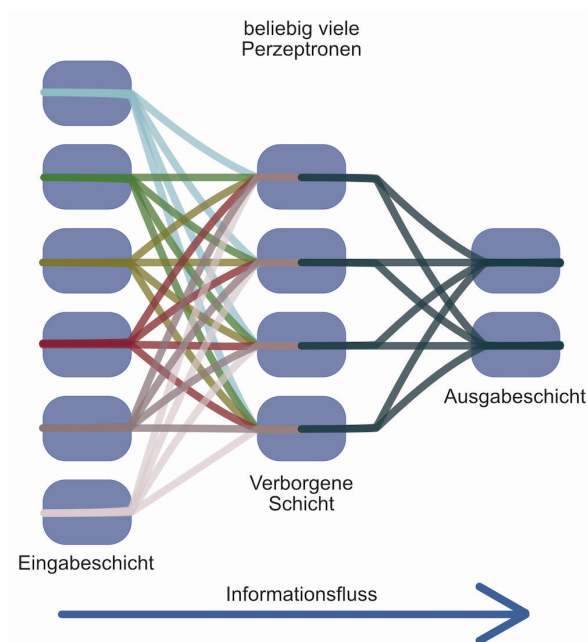 beliebig viele
Perzeptronen
Ausgabeschicht
Verborgene
Schicht
Eingabeschicht
Informationsfluss